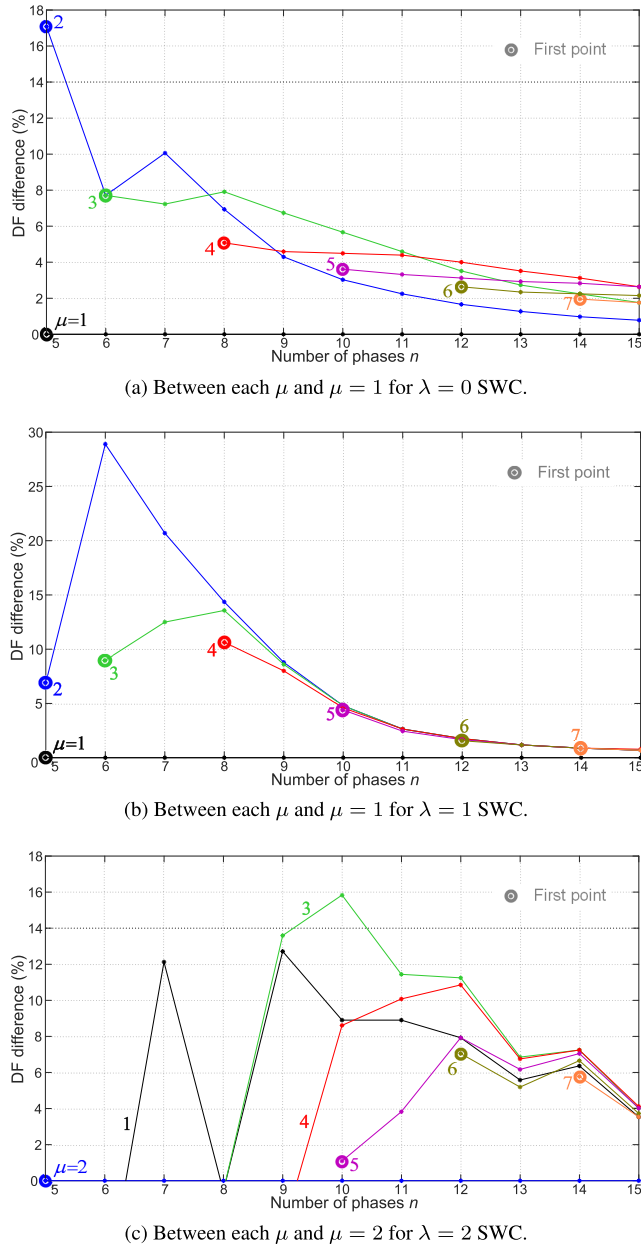 18
16
14
12
10
8
6
4
2
0
DF difference (%)
2
3
4
5
6
7
μ=1
First point
5 6 7 8 9 10 11 12 13 14 15
Number of phases n
(a) Between each μ and μ = 1 for λ = 0 SWC.
30
25
20
15
10
5
0
DF difference (%)
2
3
4
5
6
7
μ=1
First point
5 6 7 8 9 10 11 12 13 14 15
Number of phases n
(b) Between each μ and μ = 1 for λ = 1 SWC.
18
16
14
12
10
8
6
4
2
0
DF difference (%)
1
3
4
5
6
7
μ=2
First point
5 6 7 8 9 10 11 12 13 14 15
Number of phases n
(c) Between each μ and μ = 2 for λ = 2 SWC.